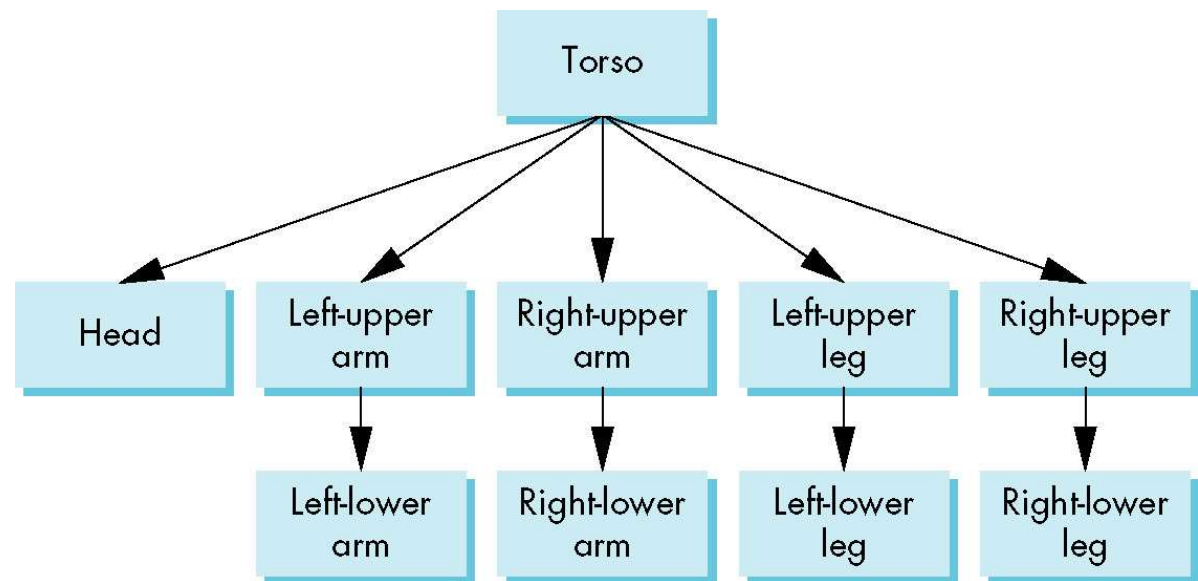 Torso
Head
Left-upper
arm
Right-upper
arm
Left-upper
leg
Right-upper
leg
Left-lower
arm
Right-lower
arm
Left-lower
leg
Right-lower
leg